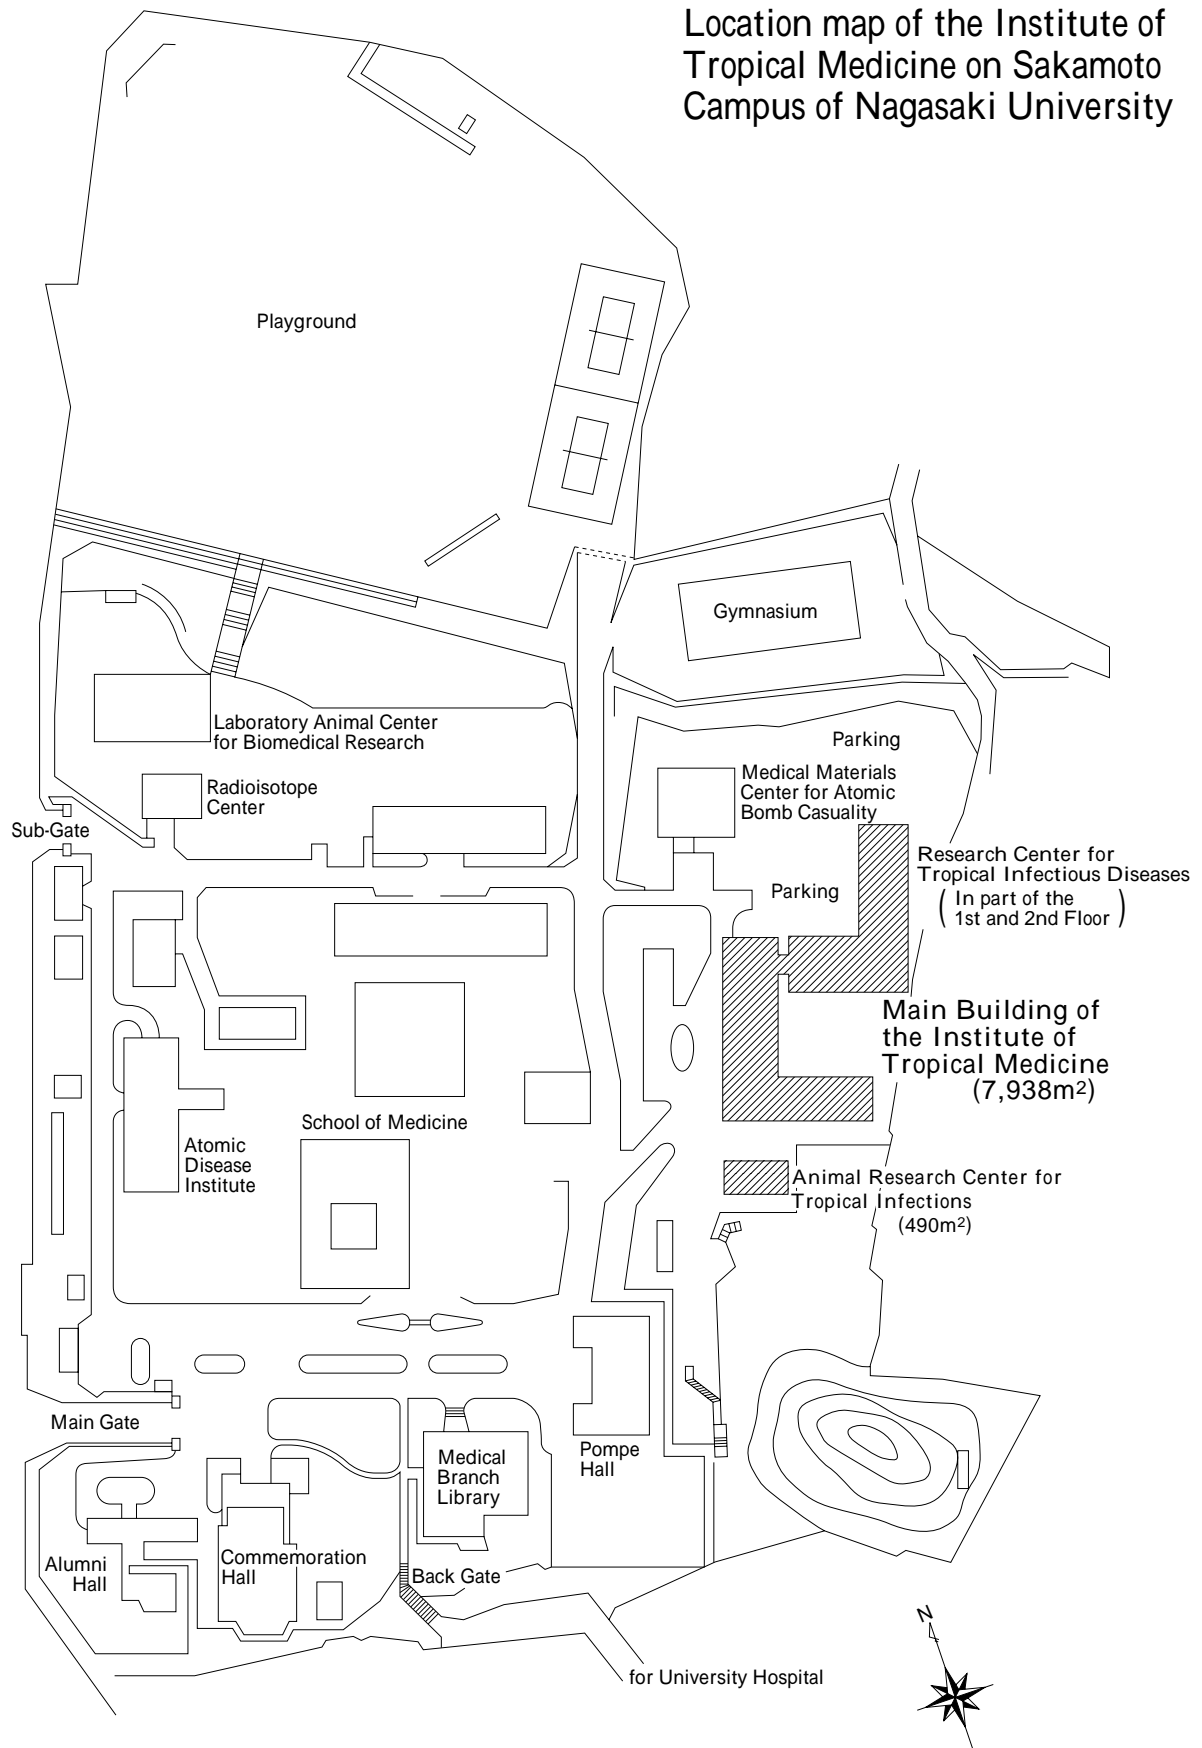 Location map of the Institute of
Tropical Medicine on Sakamoto
Campus of Nagasaki University
Playground
Gymnasium
Laboratory Animal Center
for Biomedical Research
Parking
Radioisotope
Center
Medical Materials
Center for Atomic
Bomb Casuality
Sub-Gate
Research Center for
Tropical Infectious Diseases
( In part of the
1st and 2nd Floor )
Parking
Main Building of
the Institute of
Tropical Medicine
(7,938m²)
School of Medicine
Atomic
Disease
Institute
Animal Research Center for
Tropical Infections
(490m²)
Main Gate
Medical
Branch
Library
Pompe
Hall
Alumni
Hall
Commemoration
Hall
Back Gate
N
for University Hospital